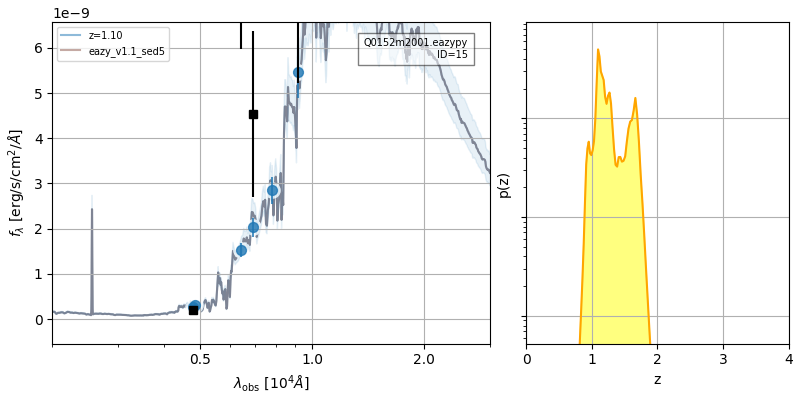 1e−9
z=1.10
eazy_v1.1_sed5
Q0152m2001.eazypy
ID=15
6
5
4
3
2
1
0
f_λ [erg/s/cm²/Å]
0.5 1.0 2.0
λ_obs [10⁴Å]
p(z)
0 1 2 3 4
z